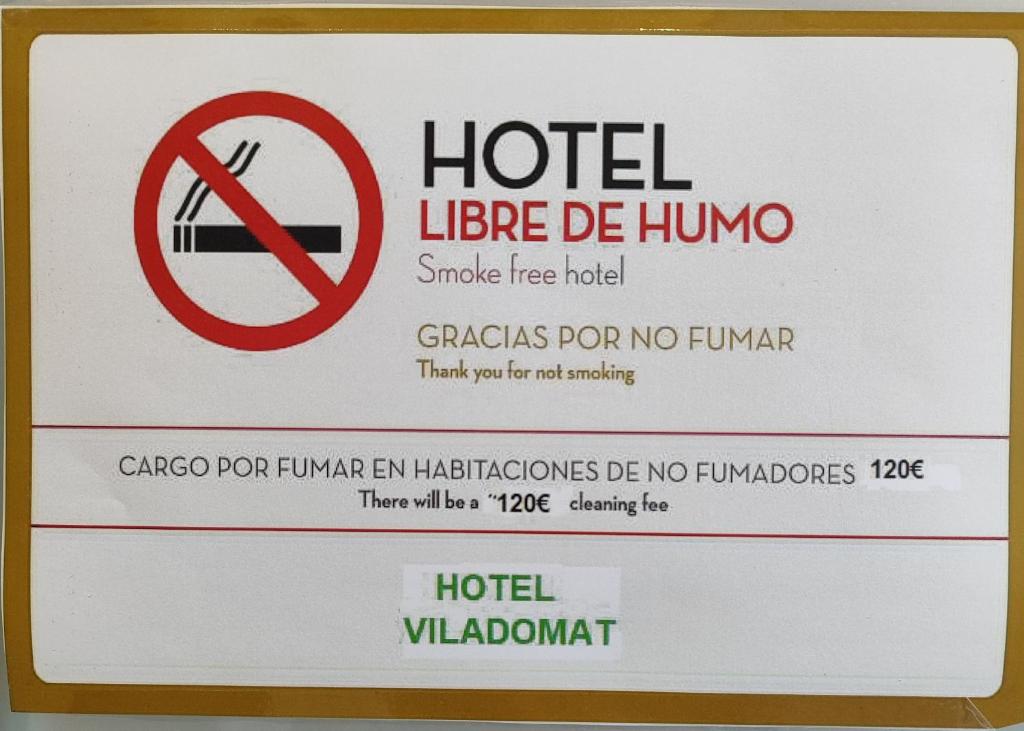 HOTEL
LIBRE DE HUMO
Smoke free hotel
GRACIAS POR NO FUMAR
Thank you for not smoking
CARGO POR FUMAR EN HABITACIONES DE NO FUMADORES 120€
There will be a "120€ cleaning fee
HOTEL
VILADOMAT